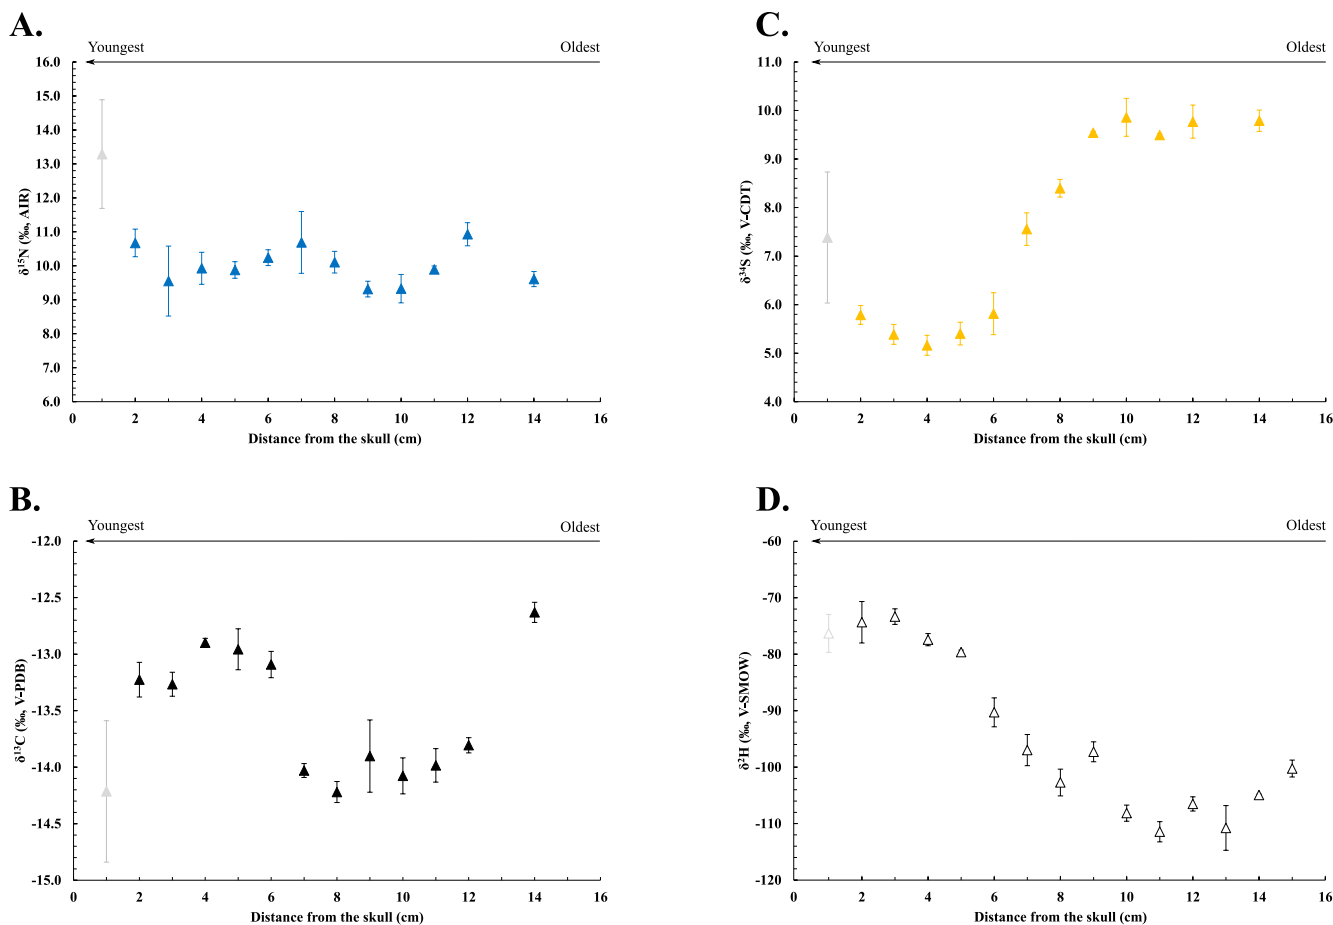 A.
Youngest Oldest
16.0
15.0
14.0
13.0
12.0
11.0
10.0
9.0
8.0
7.0
6.0
δ¹⁵N (‰, AIR)
0 2 4 6 8 10 12 14 16
Distance from the skull (cm)
C.
Youngest Oldest
11.0
10.0
9.0
8.0
7.0
6.0
5.0
4.0
δ³⁴S (‰, V-CDT)
0 2 4 6 8 10 12 14 16
Distance from the skull (cm)
B.
Youngest Oldest
-12.0
-12.5
-13.0
-13.5
-14.0
-14.5
-15.0
δ¹³C (‰, V-PDB)
0 2 4 6 8 10 12 14 16
Distance from the skull (cm)
D.
Youngest Oldest
-60
-70
-80
-90
-100
-110
-120
δ²H (‰, V-SMOW)
0 2 4 6 8 10 12 14 16
Distance from the skull (cm)